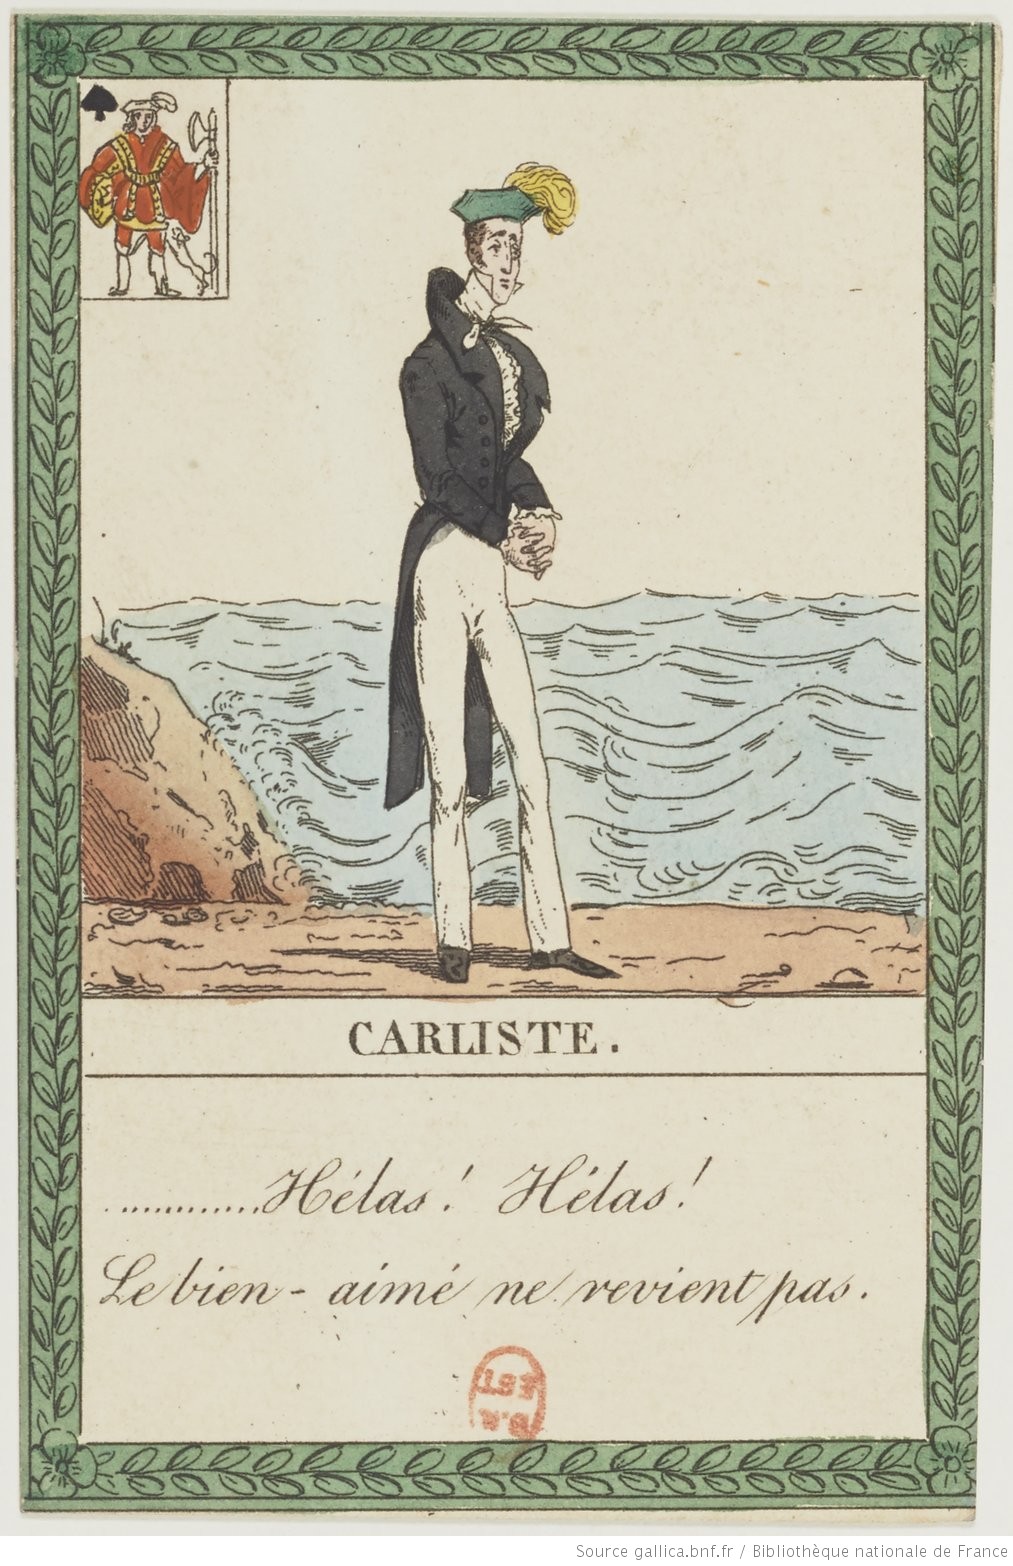 CARLISTE.
............Hélas! Hélas!
Le bien-aimé ne revient pas.
Source gallica.bnf.fr / Bibliothèque nationale de France